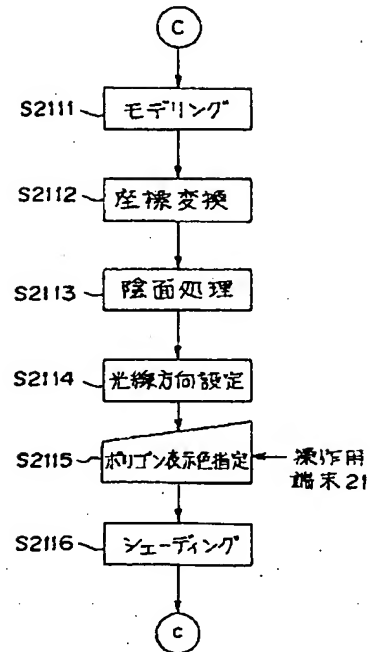 C
S2111 モデリング
S2112 座標変換
S2113 陰面処理
S2114 光線方向設定
S2115 ポリゴン表示色指定 操作用
端末21
S2116 シェーディング
C